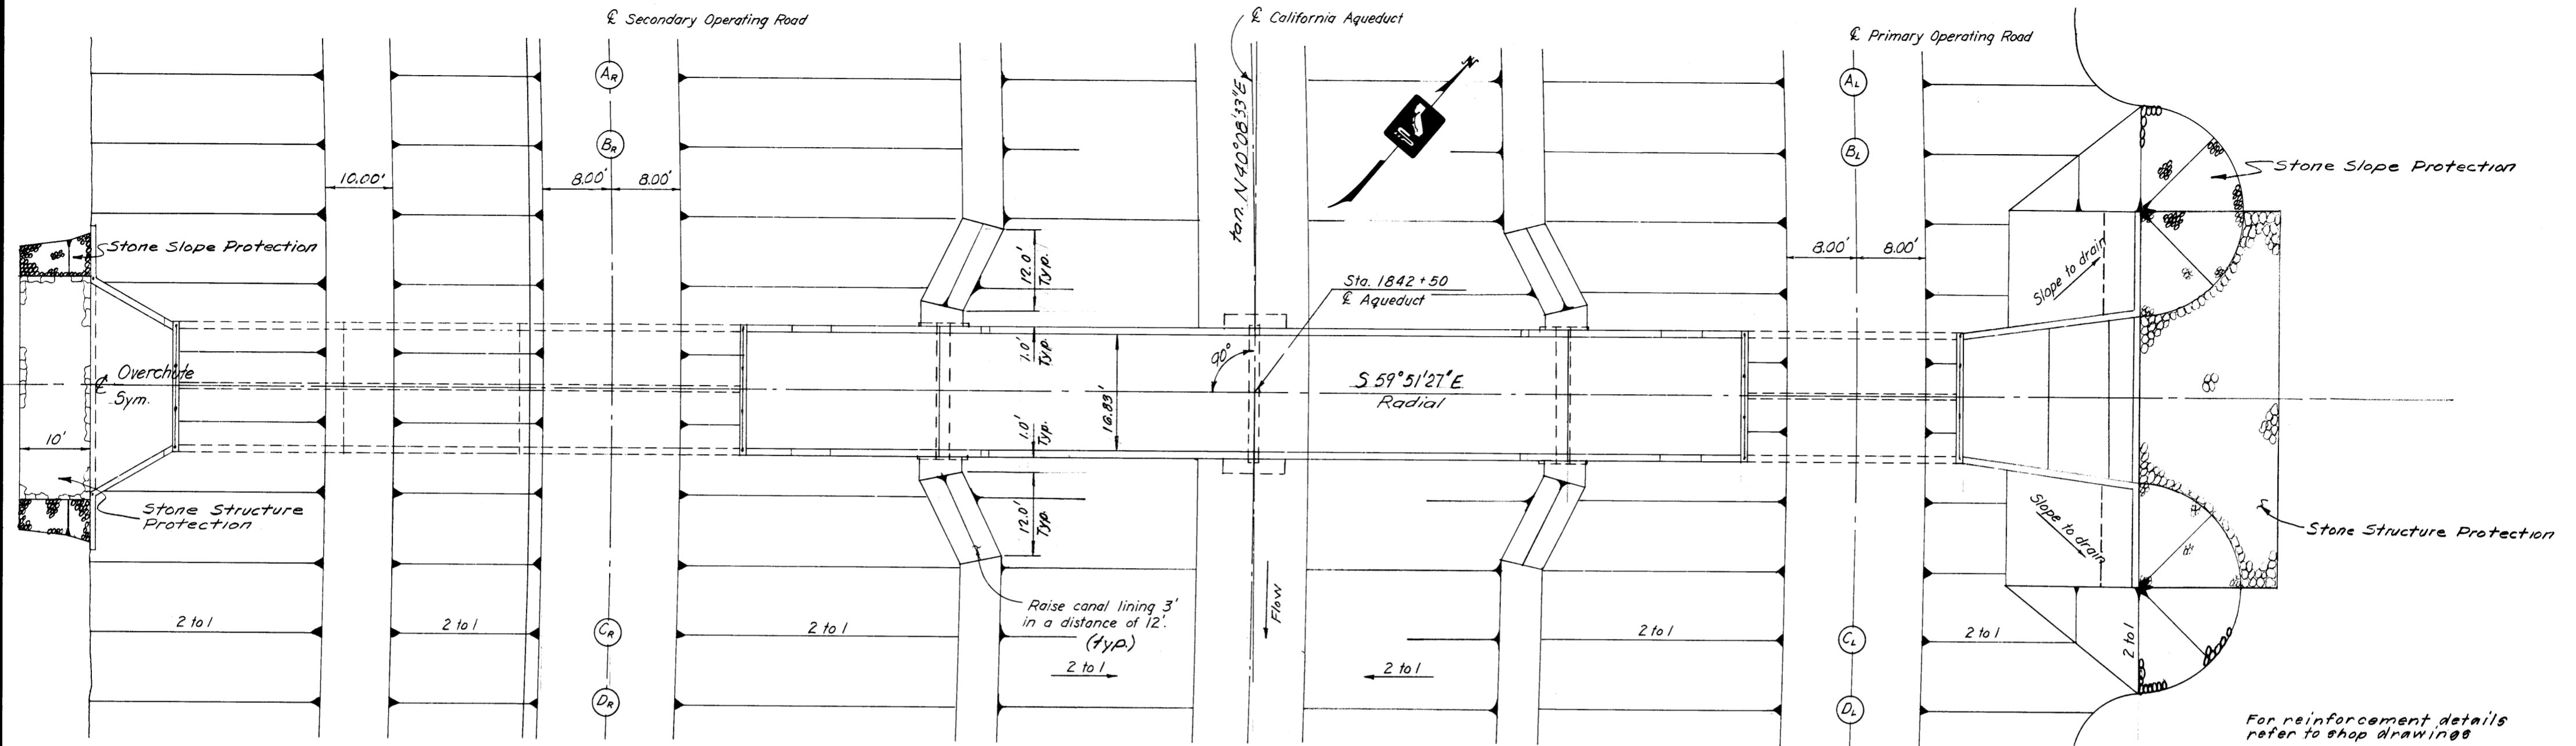 ℄ Secondary Operating Road
℄ California Aqueduct
℄ Primary Operating Road
AR
AL
BR
BL
N
tan. N 40°08'33"E
10.00'
8.00'
8.00'
8.00'
8.00'
Stone Slope Protection
Stone Slope Protection
12.0'
Typ.
Slope to drain
Sta. 1842+50
℄ Aqueduct
1.0'
Typ.
90°
℄ Overchute
Sym.
16.83'
S 59°51'27"E
Radial
10'
1.0'
Typ.
Stone Structure
Protection
12.0'
Typ.
Slope to drain
Stone Structure Protection
Raise canal lining 3'
in a distance of 12'.
(typ.)
Flow
2 to 1
2 to 1
CR
2 to 1
2 to 1
CL
2 to 1
2 to 1
2 to 1
2 to 1
DR
DL
For reinforcement details
refer to shop drawings